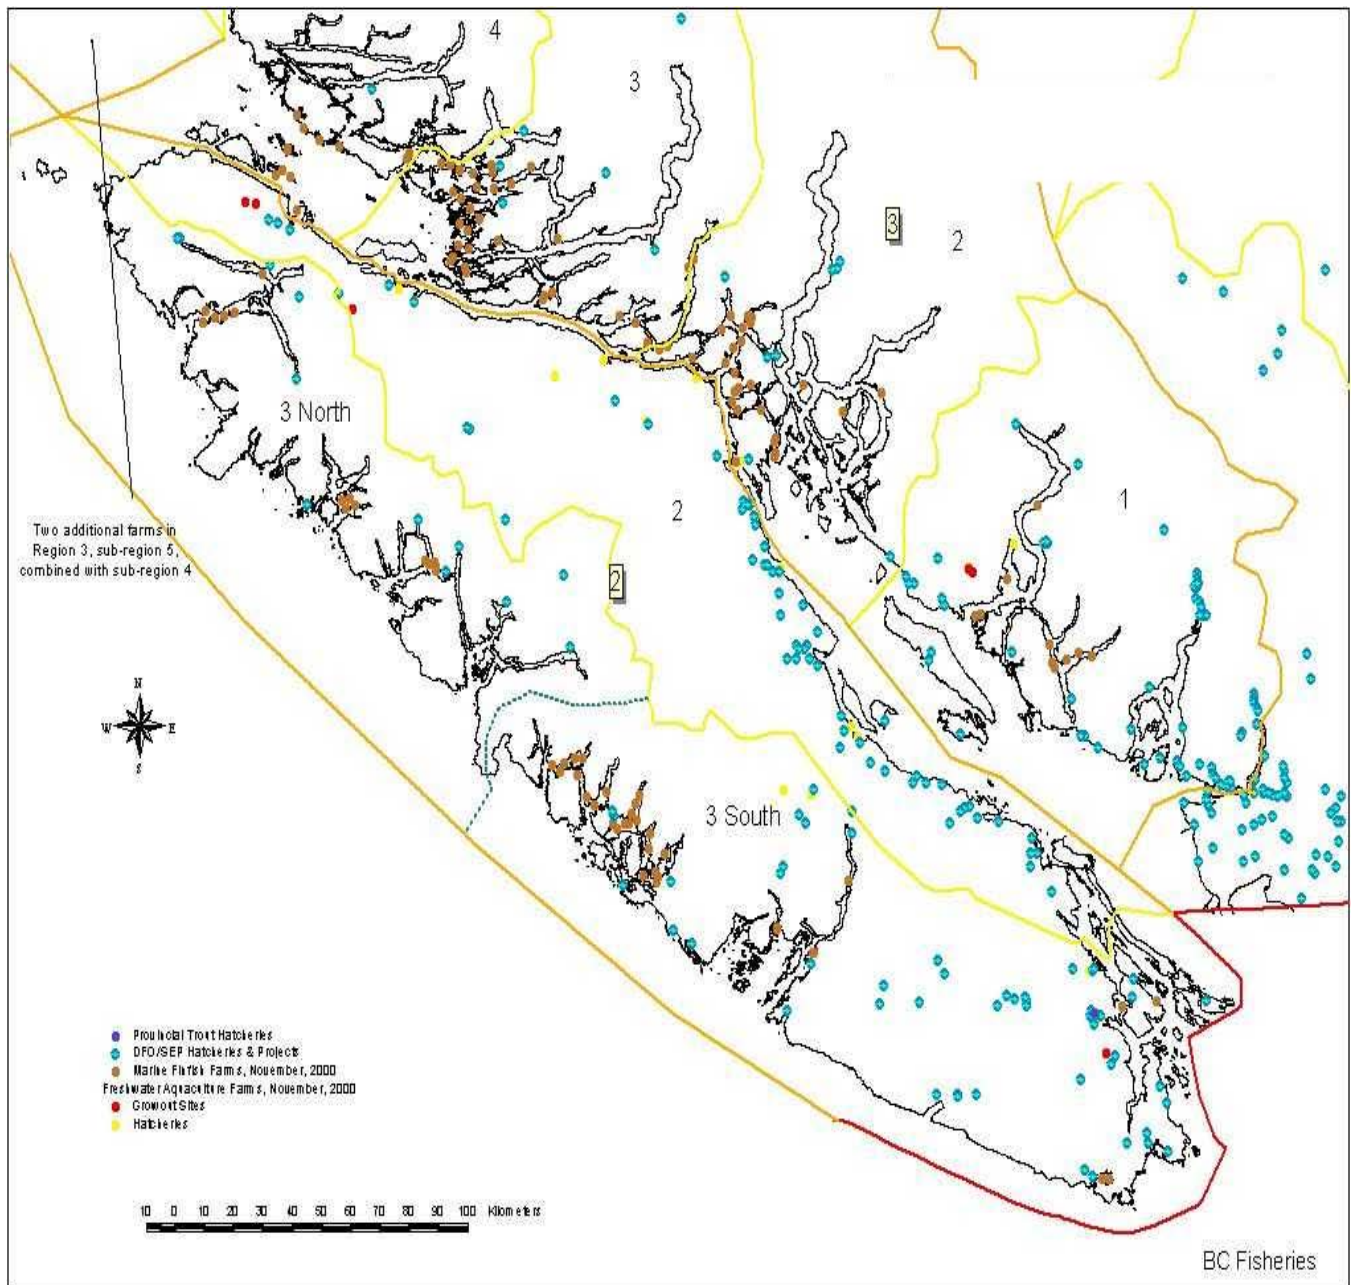 4
3
3
2
3 North
1
2
Two additional farms in
Region 3, sub-region 5,
combined with sub-region 4
2
N
W E
S
3 South
Provincial Trout Hatcheries
DFO/SEP Hatcheries & Projects
Marine Finfish Farms, November, 2000
Freshwater Aquaculture Farms, November, 2000
Growout Sites
Hatcheries
10 0 10 20 30 40 50 60 70 80 90 100 Kilometers
BC Fisheries